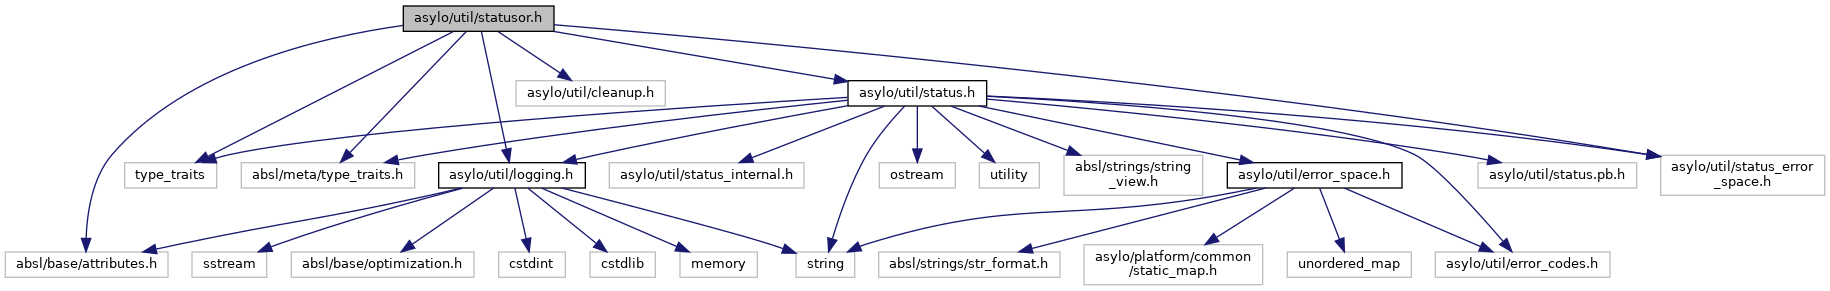 asylo/util/statusor.h
asylo/util/cleanup.h
asylo/util/status.h
type_traits
absl/meta/type_traits.h
asylo/util/logging.h
asylo/util/status_internal.h
ostream
utility
absl/strings/string
_view.h
asylo/util/error_space.h
asylo/util/status.pb.h
asylo/util/status_error
_space.h
absl/base/attributes.h
sstream
absl/base/optimization.h
cstdint
cstdlib
memory
string
absl/strings/str_format.h
asylo/platform/common
/static_map.h
unordered_map
asylo/util/error_codes.h